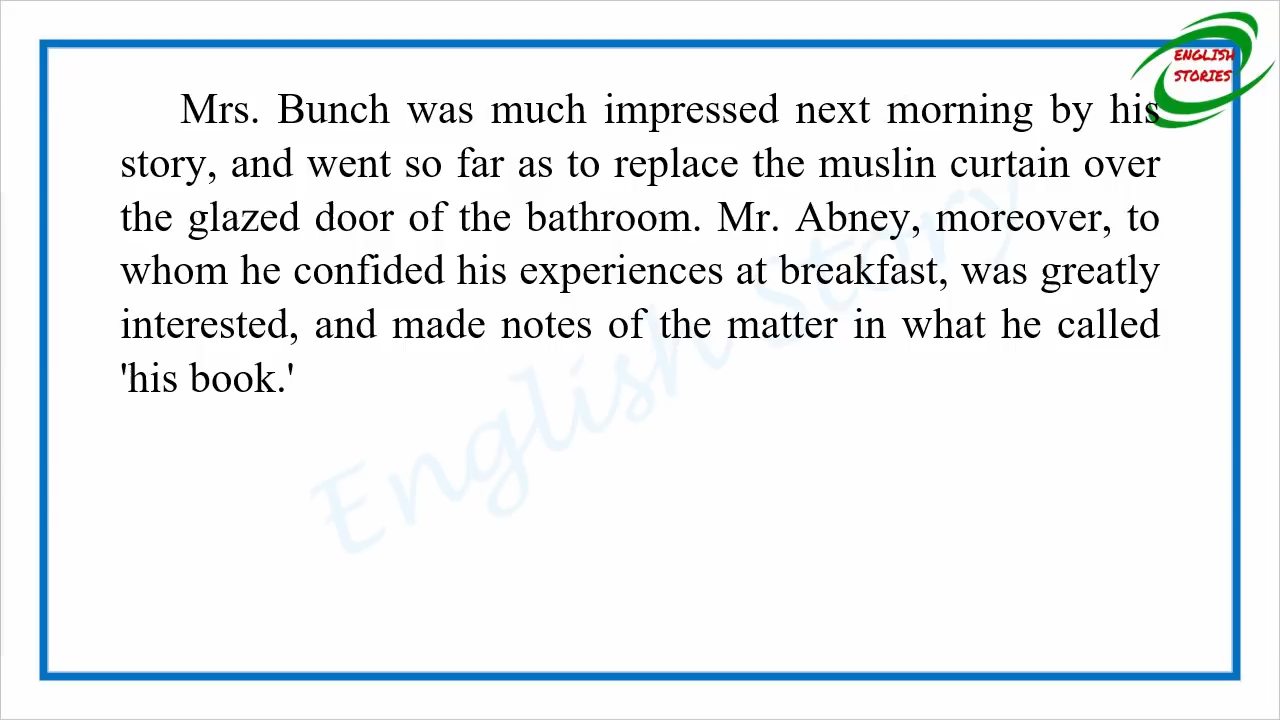 ENGLISH
STORIES
Mrs. Bunch was much impressed next morning by his
story, and went so far as to replace the muslin curtain over
the glazed door of the bathroom. Mr. Abney, moreover, to
whom he confided his experiences at breakfast, was greatly
interested, and made notes of the matter in what he called
'his book.'
English Story